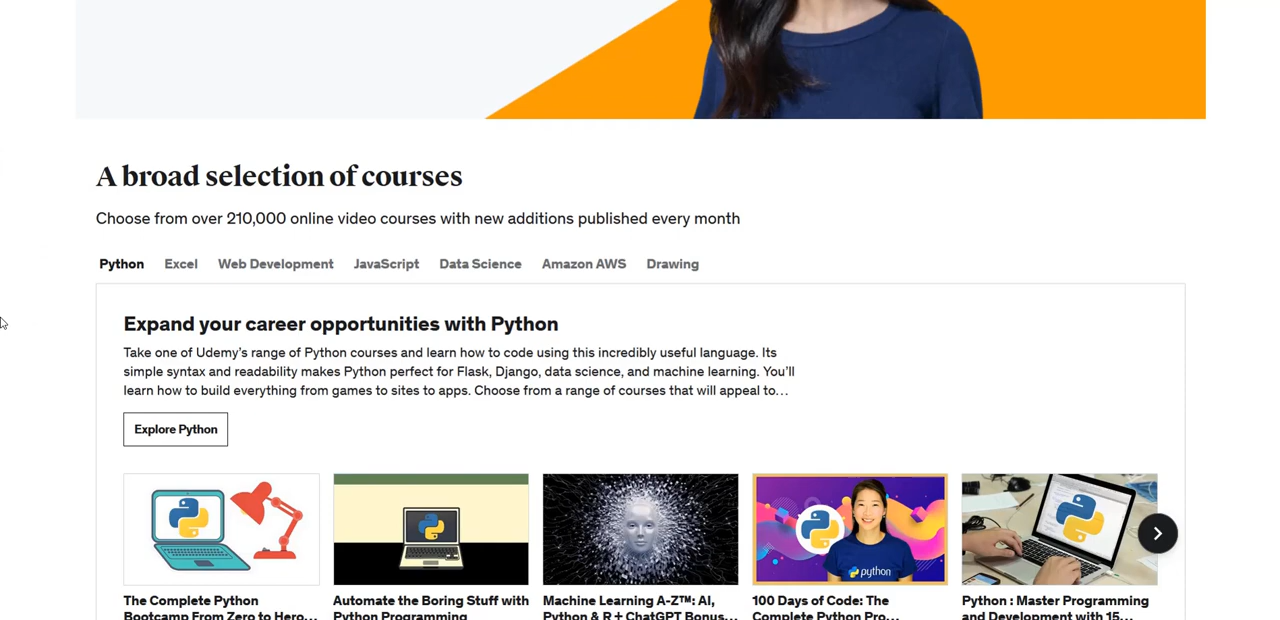 A broad selection of courses
Choose from over 210,000 online video courses with new additions published every month
Python Excel Web Development JavaScript Data Science Amazon AWS Drawing
Expand your career opportunities with Python
Take one of Udemy's range of Python courses and learn how to code using this incredibly useful language. Its
simple syntax and readability makes Python perfect for Flask, Django, data science, and machine learning. You'll
learn how to build everything from games to sites to apps. Choose from a range of courses that will appeal to...
Explore Python
python
The Complete Python
Bootcamp From Zero to Hero...
Automate the Boring Stuff with
Python Programming
Machine Learning A-Z™: AI,
Python & R + ChatGPT Bonus...
100 Days of Code: The
Complete Python Pro...
Python : Master Programming
and Development with 15...